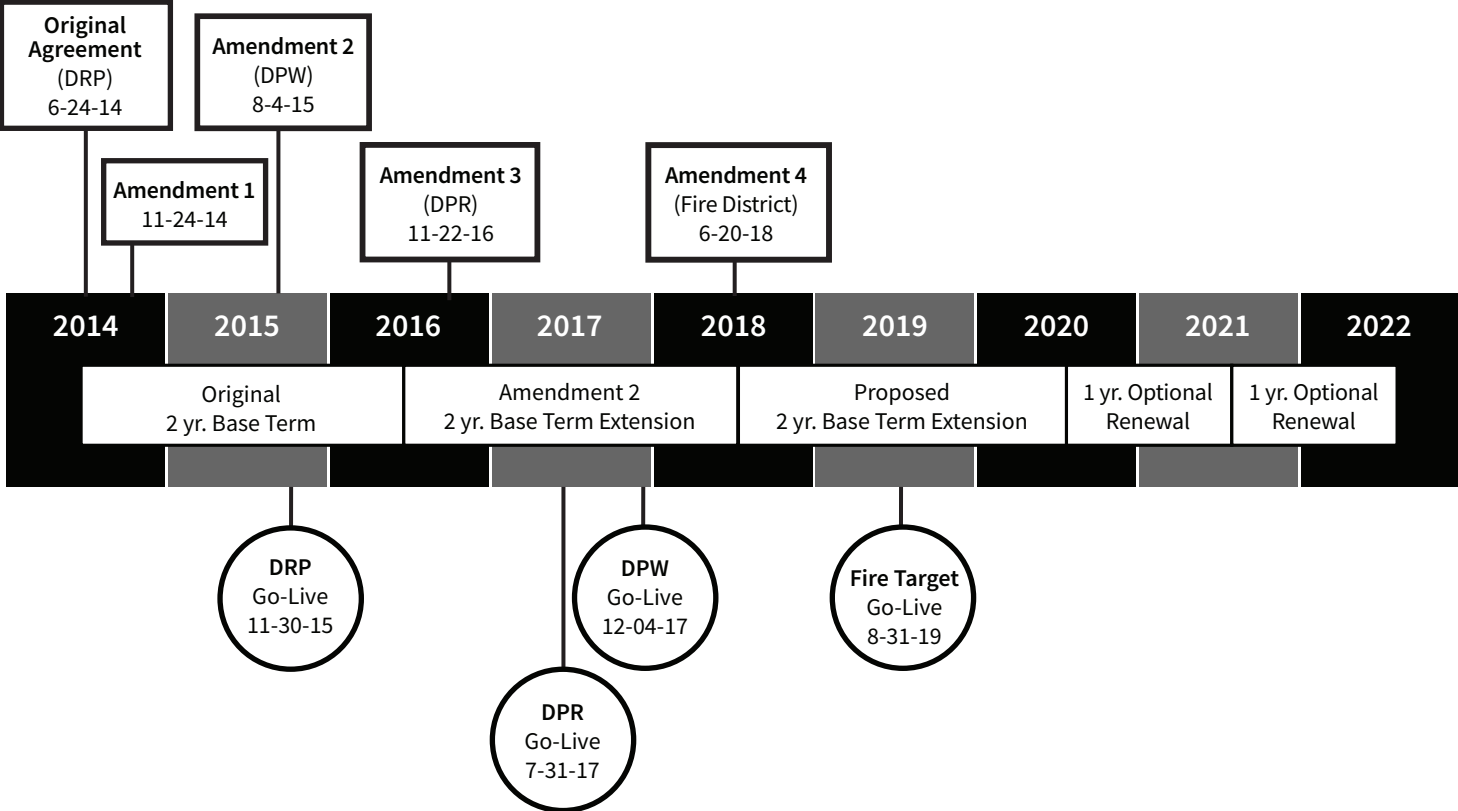 Original
Agreement
(DRP)
6-24-14
Amendment 2
(DPW)
8-4-15
Amendment 1
11-24-14
Amendment 3
(DPR)
11-22-16
Amendment 4
(Fire District)
6-20-18
2014
2015
2016
2017
2018
2019
2020
2021
2022
Original
2 yr. Base Term
Amendment 2
2 yr. Base Term Extension
Proposed
2 yr. Base Term Extension
1 yr. Optional
Renewal
1 yr. Optional
Renewal
DRP
Go-Live
11-30-15
DPR
Go-Live
7-31-17
DPW
Go-Live
12-04-17
Fire Target
Go-Live
8-31-19